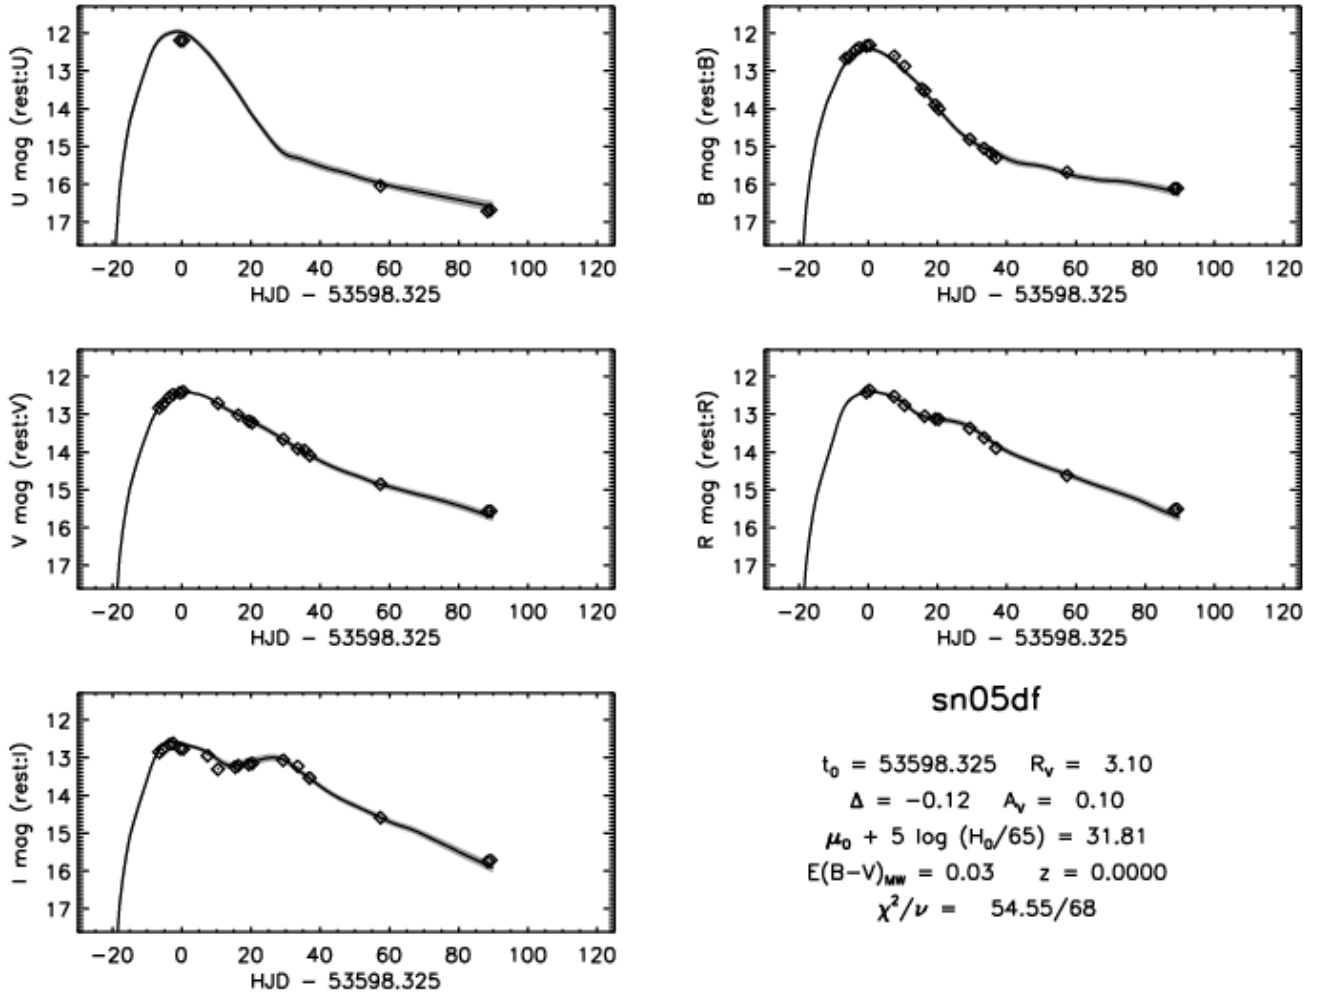 U mag (rest:U)
12
13
14
15
16
17
−20 0 20 40 60 80 100 120
HJD − 53598.325
B mag (rest:B)
12
13
14
15
16
17
−20 0 20 40 60 80 100 120
HJD − 53598.325
V mag (rest:V)
12
13
14
15
16
17
−20 0 20 40 60 80 100 120
HJD − 53598.325
R mag (rest:R)
12
13
14
15
16
17
−20 0 20 40 60 80 100 120
HJD − 53598.325
I mag (rest:I)
12
13
14
15
16
17
−20 0 20 40 60 80 100 120
HJD − 53598.325
sn05df
t₀ = 53598.325 Rᵥ = 3.10
Δ = −0.12 Aᵥ = 0.10
μ₀ + 5 log (H₀/65) = 31.81
E(B−V)MW = 0.03 z = 0.0000
χ²/ν = 54.55/68